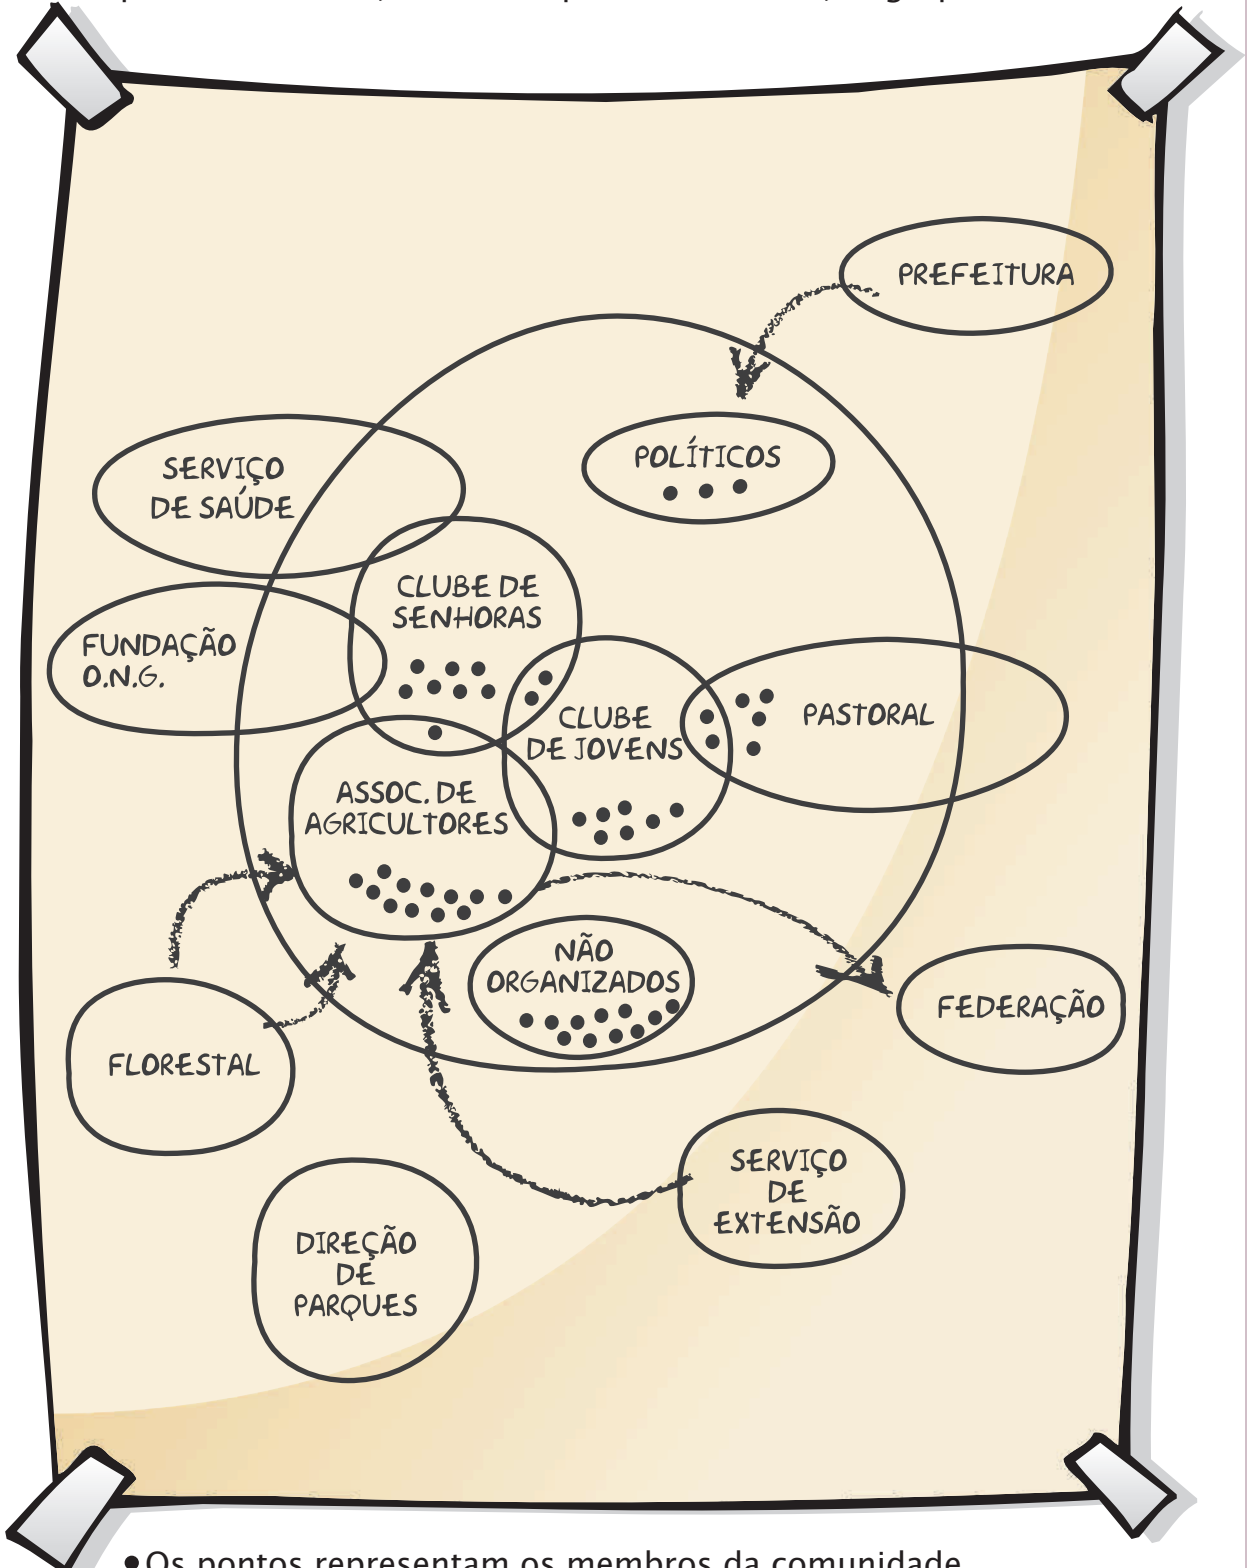 PREFEITURA
POLÍTICOS
SERVIÇO
DE SAÚDE
CLUBE DE
SENHORAS
FUNDAÇÃO
O.N.G.
CLUBE
DE JOVENS
PASTORAL
ASSOC. DE
AGRICULTORES
NÃO
ORGANIZADOS
FEDERAÇÃO
FLORESTAL
SERVIÇO
DE
EXTENSÃO
DIREÇÃO
DE
PARQUES
•Os pontos representam os membros da comunidade